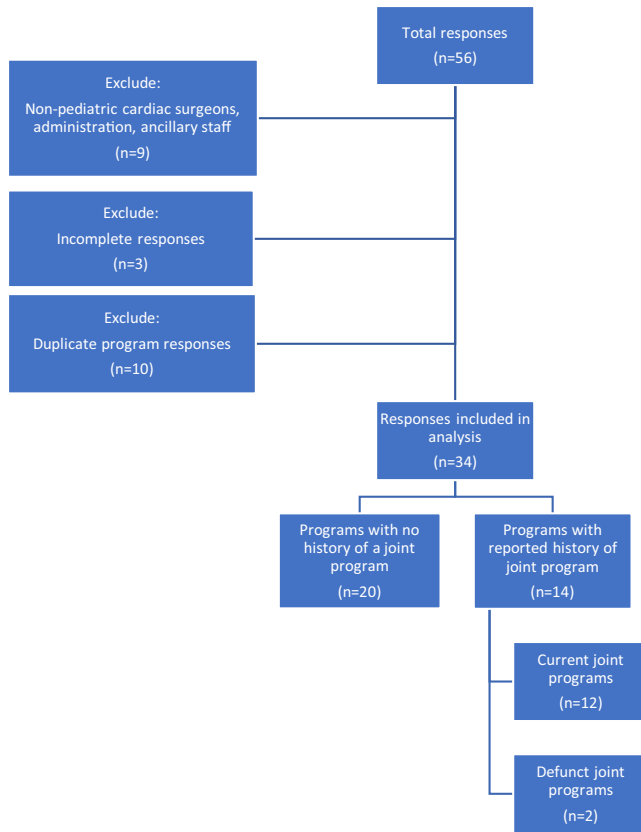 Total responses
(n=56)
Exclude:
Non-pediatric cardiac surgeons,
administration, ancillary staff
(n=9)
Exclude:
Incomplete responses
(n=3)
Exclude:
Duplicate program responses
(n=10)
Responses included in
analysis
(n=34)
Programs with no
history of a joint
program
(n=20)
Programs with
reported history of
joint program
(n=14)
Current joint
programs
(n=12)
Defunct joint
programs
(n=2)